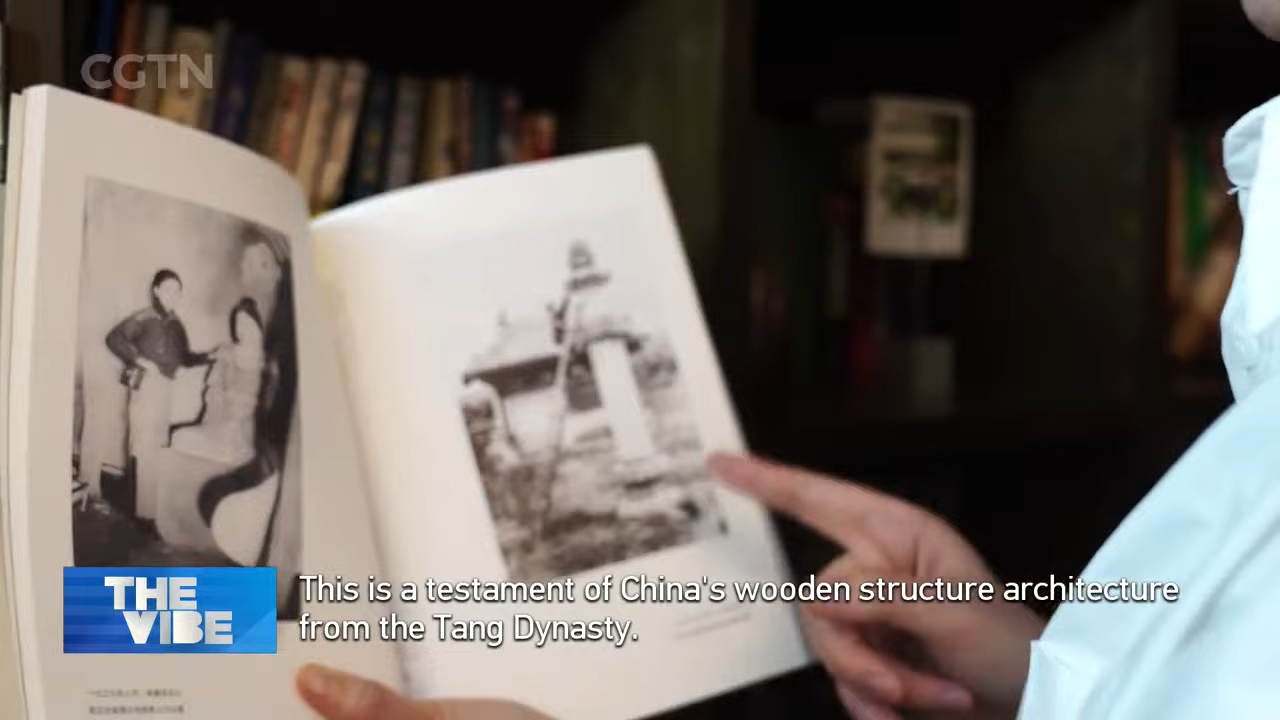 CGTN
THE
VIBE
This is a testament of China's wooden structure architecture
from the Tang Dynasty.